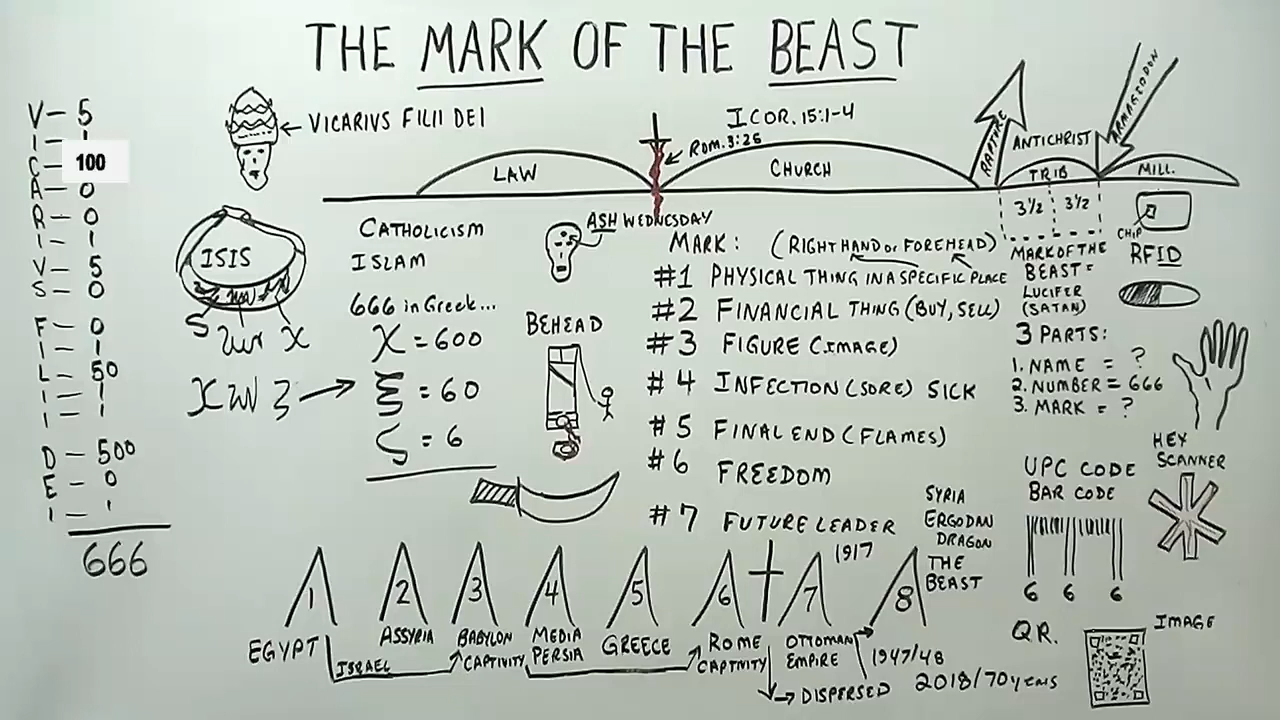 THE MARK OF THE BEAST
V - 5
I - 1
C - 100
A - 0
R - 0
I - 1
V - 5
S - 0
F - 0
I - 1
L - 50
I - 1
I - 1
D - 500
E - 0
I - 1
666
VICARIVS FILII DEI
ISIS
S
X
CATHOLICISM
ISLAM
666 in Greek...
X = 600
ξ = 60
ς = 6
ASH WEDNESDAY
BEHEAD
LAW
I COR. 15:1-4
ROM. 3:25
CHURCH
RAPTURE
ANTICHRIST
TRIB
3½ 3½
ARMAGEDDON
MILL.
MARK: (RIGHT HAND or FOREHEAD)
#1 PHYSICAL THING IN A SPECIFIC PLACE
#2 FINANCIAL THING (BUY, SELL)
#3 FIGURE (IMAGE)
#4 INFECTION (SORE) SICK
#5 FINAL END (FLAMES)
#6 FREEDOM
#7 FUTURE LEADER
MARK OF THE
BEAST =
LUCIFER
(SATAN)
3 PARTS:
1. NAME = ?
2. NUMBER = 666
3. MARK = ?
CHIP
RFID
HEX
SCANNER
UPC CODE
BAR CODE
6 6 6
QR.
IMAGE
SYRIA
ERGODAN
DRAGON
THE
BEAST
1 2 3 4 5 6 7 8
1917
EGYPT
ISRAEL
ASSYRIA
BABYLON
CAPTIVITY
MEDIA
PERSIA
GREECE
ROME
CAPTIVITY
DISPERSED
OTTOMAN
EMPIRE
1947/48
2018/70 years